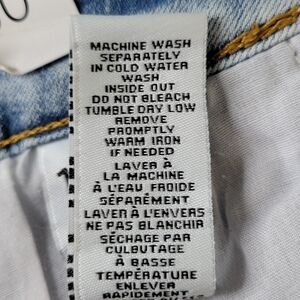 MACHINE WASH
SEPARATELY
IN COLD WATER
WASH
INSIDE OUT
DO NOT BLEACH
TUMBLE DRY LOW
REMOVE
PROMPTLY
WARM IRON
IF NEEDED
LAVER À
LA MACHINE
À L'EAU FROIDE
SÉPARÉMENT
LAVER À L'ENVERS
NE PAS BLANCHIR
SÉCHAGE PAR
CULBUTAGE
À BASSE
TEMPÉRATURE
ENLEVER
RAPIDEMENT